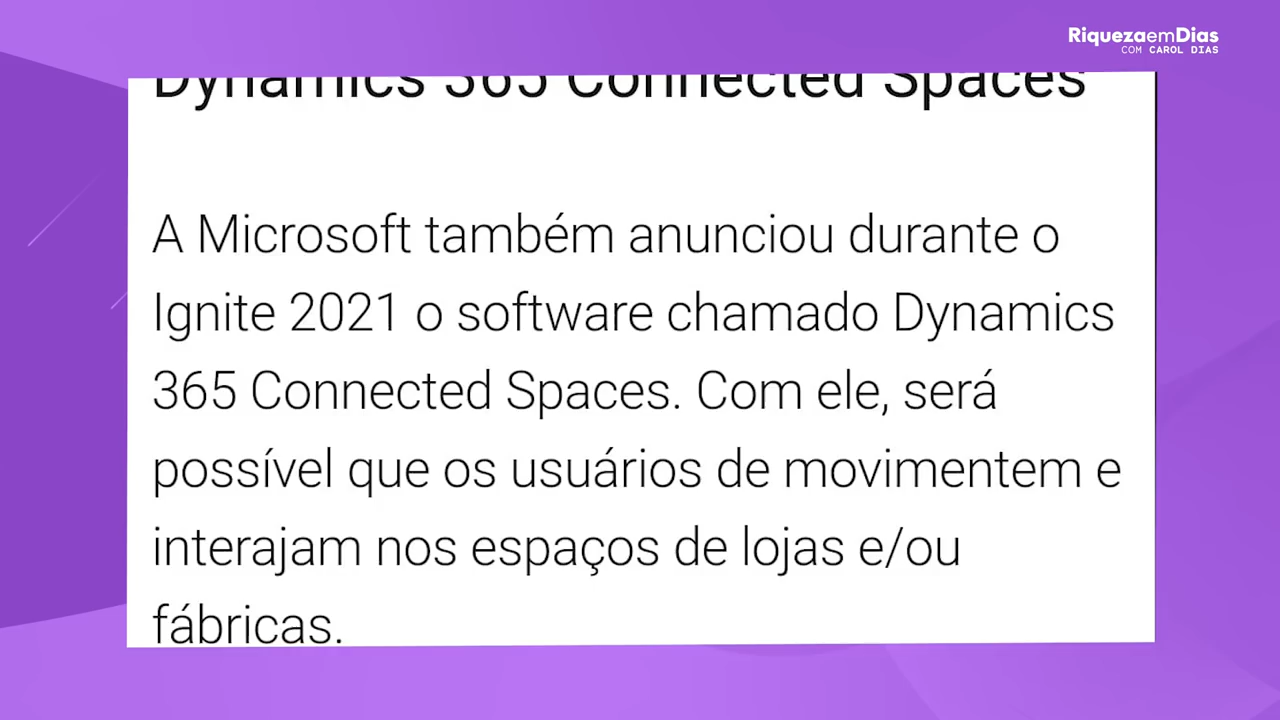 RiquezaemDias
COM CAROL DIAS
Dynamics 365 Connected Spaces
A Microsoft também anunciou durante o
Ignite 2021 o software chamado Dynamics
365 Connected Spaces. Com ele, será
possível que os usuários de movimentem e
interajam nos espaços de lojas e/ou
fábricas.